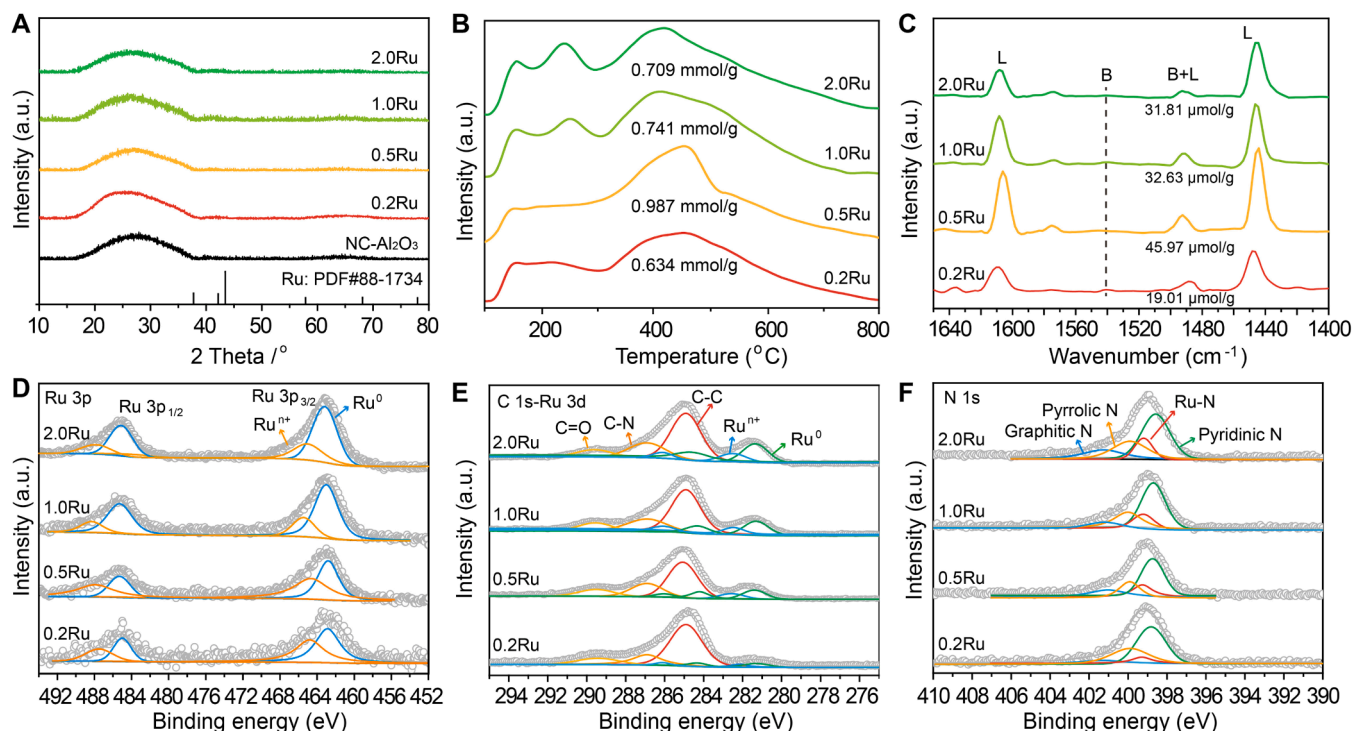 A
2.0Ru
1.0Ru
0.5Ru
0.2Ru
NC-Al₂O₃
Ru: PDF#88-1734
10 20 30 40 50 60 70 80
2 Theta /°
Intensity (a.u.)
B
0.709 mmol/g
2.0Ru
0.741 mmol/g
1.0Ru
0.987 mmol/g
0.5Ru
0.634 mmol/g
0.2Ru
200 400 600 800
Temperature (°C)
Intensity (a.u.)
C
L
L
B
B+L
2.0Ru
31.81 μmol/g
1.0Ru
32.63 μmol/g
0.5Ru
45.97 μmol/g
0.2Ru
19.01 μmol/g
1640 1600 1560 1520 1480 1440 1400
Wavenumber (cm⁻¹)
Intensity (a.u.)
D
Ru 3p
Ru 3p₁/₂
Ru 3p₃/₂
Ru⁰
Ruⁿ⁺
2.0Ru
1.0Ru
0.5Ru
0.2Ru
492 488 484 480 476 472 468 464 460 456 452
Binding energy (eV)
Intensity (a.u.)
E
C 1s-Ru 3d
C-C
C=O
C-N
Ruⁿ⁺
Ru⁰
2.0Ru
1.0Ru
0.5Ru
0.2Ru
295 290 288 286 284 282 280 275
Binding energy (eV)
Intensity (a.u.)
F
N 1s
Pyrrolic N
Ru-N
Graphitic N
Pyridinic N
2.0Ru
1.0Ru
0.5Ru
0.2Ru
410 408 406 404 402 400 398 396 394 392 390
Binding energy (eV)
Intensity (a.u.)